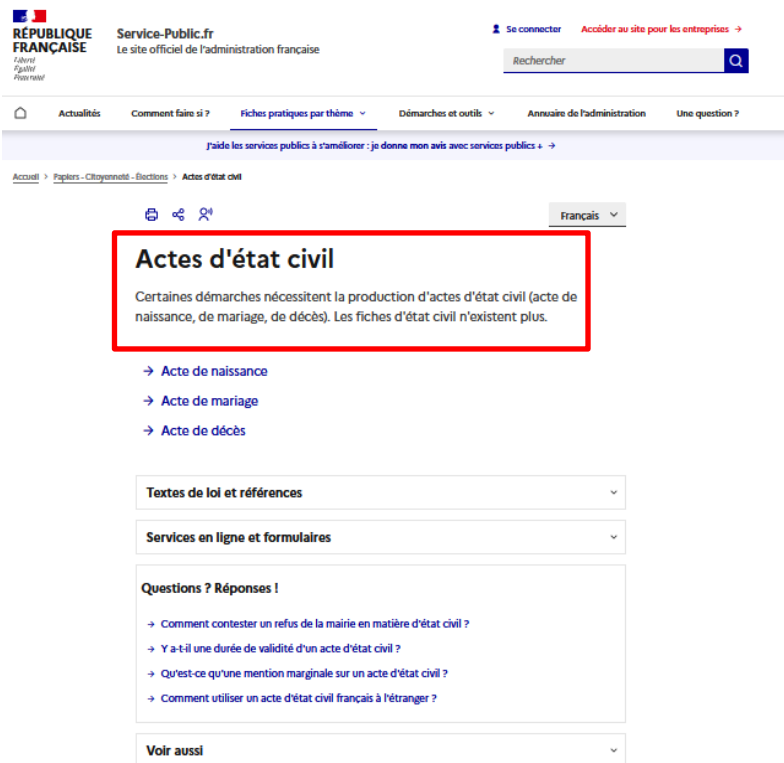 RÉPUBLIQUE
FRANÇAISE
Liberté
Égalité
Fraternité
Service-Public.fr
Le site officiel de l'administration française
Se connecter
Accéder au site pour les entreprises →
Rechercher
Actualités
Comment faire si ?
Fiches pratiques par thème
Démarches et outils
Annuaire de l'administration
Une question ?
J'aide les services publics à s'améliorer : je donne mon avis avec services publics + →
Accueil > Papiers - Citoyenneté - Élections > Actes d'état civil
Français
Actes d'état civil
Certaines démarches nécessitent la production d'actes d'état civil (acte de
naissance, de mariage, de décès). Les fiches d'état civil n'existent plus.
→ Acte de naissance
→ Acte de mariage
→ Acte de décès
Textes de loi et références
Services en ligne et formulaires
Questions ? Réponses !
→ Comment contester un refus de la mairie en matière d'état civil ?
→ Y a-t-il une durée de validité d'un acte d'état civil ?
→ Qu'est-ce qu'une mention marginale sur un acte d'état civil ?
→ Comment utiliser un acte d'état civil français à l'étranger ?
Voir aussi